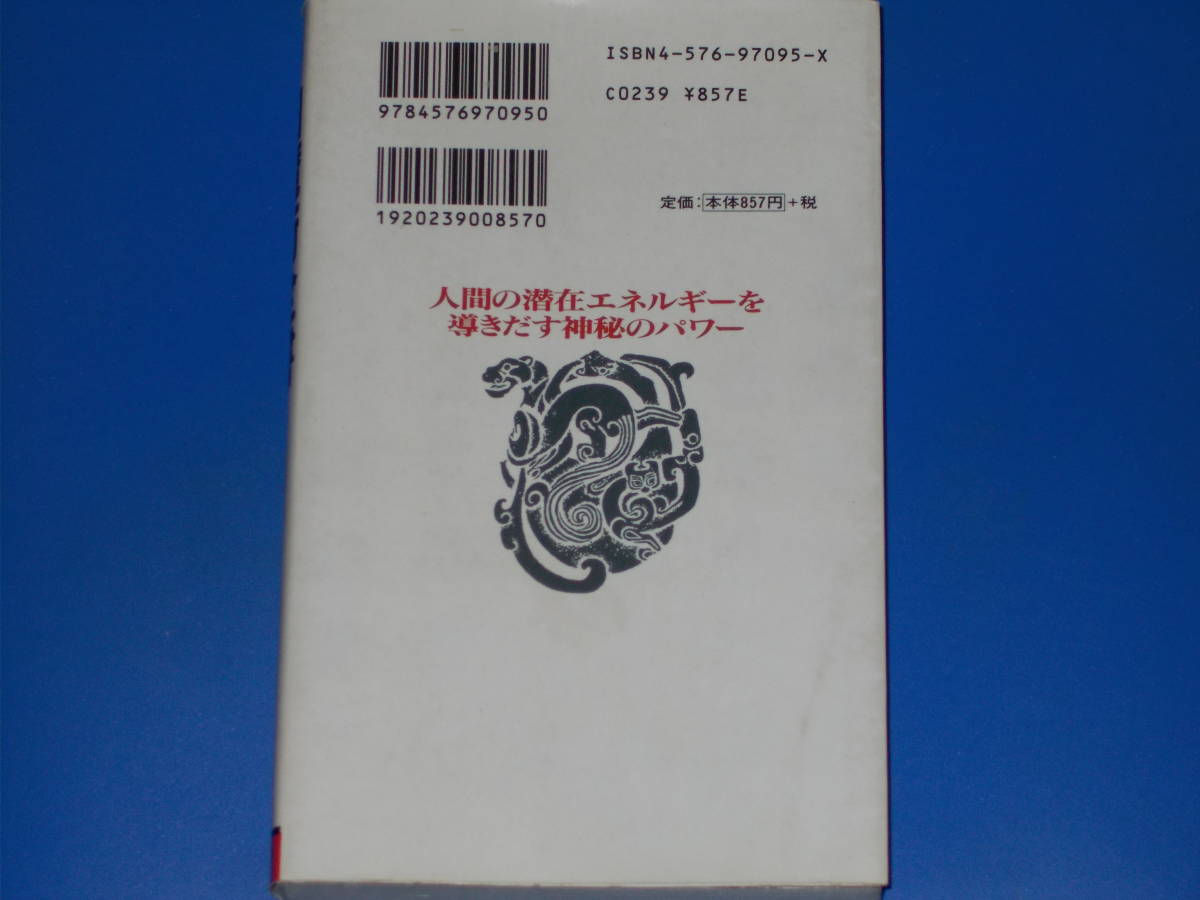 ISBN4-576-97095-X
9784576970950
C0239 ¥857E
1920239008570
定価:本体857円+税
人間の潜在エネルギーを
導きだす神秘のパワー